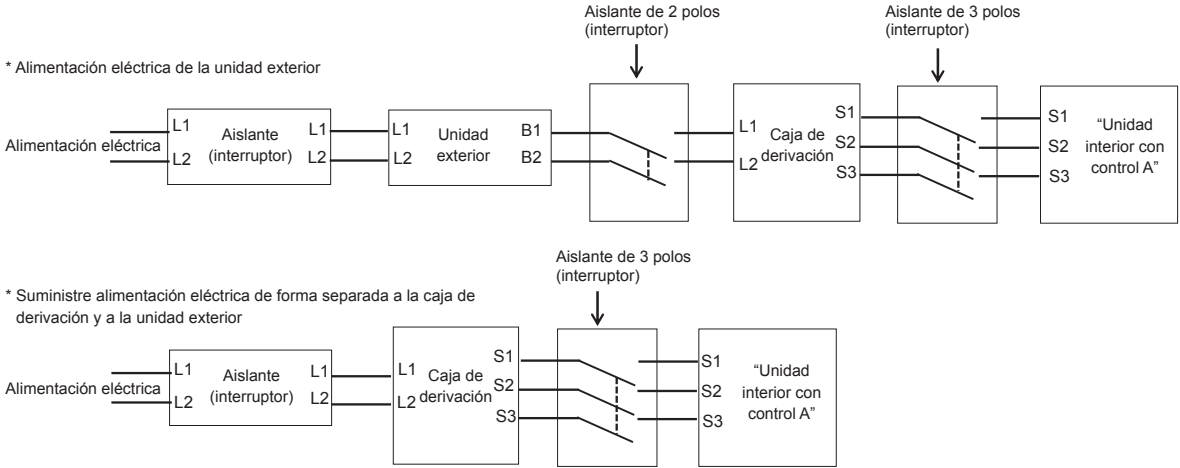 Aislante de 2 polos
(interruptor)
Aislante de 3 polos
(interruptor)
* Alimentación eléctrica de la unidad exterior
Alimentación eléctrica
L1
L2
Aislante
(interruptor)
L1
L2
L1
L2
Unidad
exterior
B1
B2
L1
L2
Caja de
derivación
S1
S2
S3
S1
S2
S3
“Unidad
interior con
control A”
Aislante de 3 polos
(interruptor)
* Suministre alimentación eléctrica de forma separada a la caja de
derivación y a la unidad exterior
Alimentación eléctrica
L1
L2
Aislante
(interruptor)
L1
L2
L1
L2
Caja de
derivación
S1
S2
S3
S1
S2
S3
“Unidad
interior con
control A”